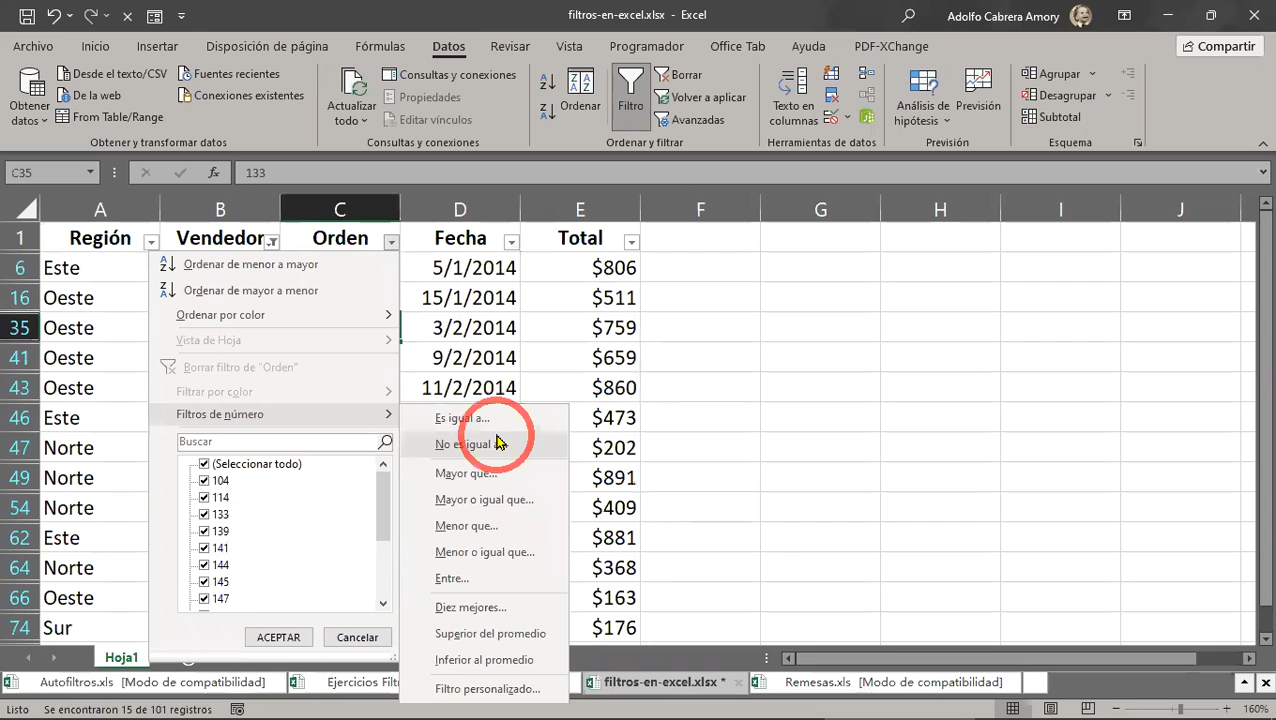 filtros-en-excel.xlsx - Excel
Adolfo Cabrera Amory
Archivo Inicio Insertar Disposición de página Fórmulas Datos Revisar Vista Programador Office Tab Ayuda PDF-XChange Compartir
Obtener datos
Desde el texto/CSV
De la web
From Table/Range
Fuentes recientes
Conexiones existentes
Obtener y transformar datos
Actualizar todo
Consultas y conexiones
Propiedades
Editar vínculos
Consultas y conexiones
Ordenar
Filtro
Borrar
Volver a aplicar
Avanzadas
Ordenar y filtrar
Texto en columnas
Herramientas de datos
Análisis de hipótesis
Previsión
Previsión
Agrupar
Desagrupar
Subtotal
Esquema
C35 fx 133
A B C D E F G H I J
1 Región Vendedor Orden Fecha Total
6 Este 5/1/2014 $806
16 Oeste 15/1/2014 $511
35 Oeste 3/2/2014 $759
41 Oeste 9/2/2014 $659
43 Oeste 11/2/2014 $860
46 Este $473
47 Norte $202
49 Norte $891
54 Norte $409
62 Este $881
64 Norte $368
66 Oeste $163
74 Sur $176
Ordenar de menor a mayor
Ordenar de mayor a menor
Ordenar por color
Vista de Hoja
Borrar filtro de "Orden"
Filtrar por color
Filtros de número
Buscar
(Seleccionar todo)
104
114
133
139
141
144
145
147
ACEPTAR Cancelar
Es igual a...
No es igual a...
Mayor que...
Mayor o igual que...
Menor que...
Menor o igual que...
Entre...
Diez mejores...
Superior del promedio
Inferior al promedio
Filtro personalizado...
Hoja1
Autofiltros.xls [Modo de compatibilidad] Ejercicios Filt filtros-en-excel.xlsx * Remesas.xls [Modo de compatibilidad]
Listo Se encontraron 15 de 101 registros 160%